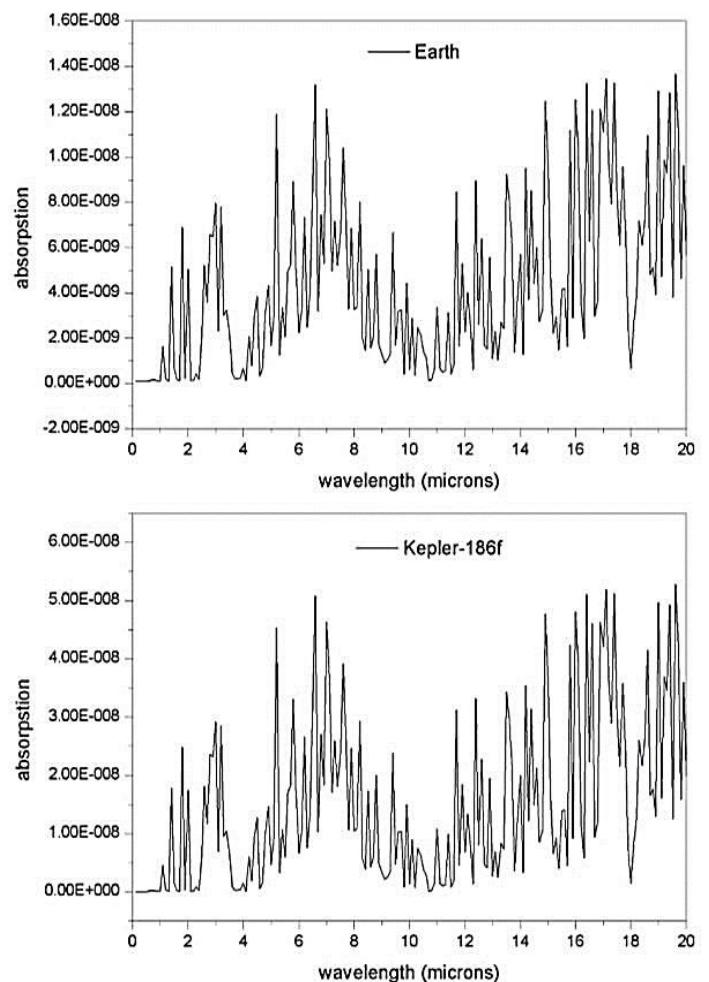 1.60E-008
Earth
1.40E-008
1.20E-008
1.00E-008
8.00E-009
6.00E-009
4.00E-009
2.00E-009
0.00E+000
-2.00E-009
absorpstion
0 2 4 6 8 10 12 14 16 18 20
wavelength (microns)
6.00E-008
Kepler-186f
5.00E-008
4.00E-008
3.00E-008
2.00E-008
1.00E-008
0.00E+000
absorpstion
0 2 4 6 8 10 12 14 16 18 20
wavelength (microns)